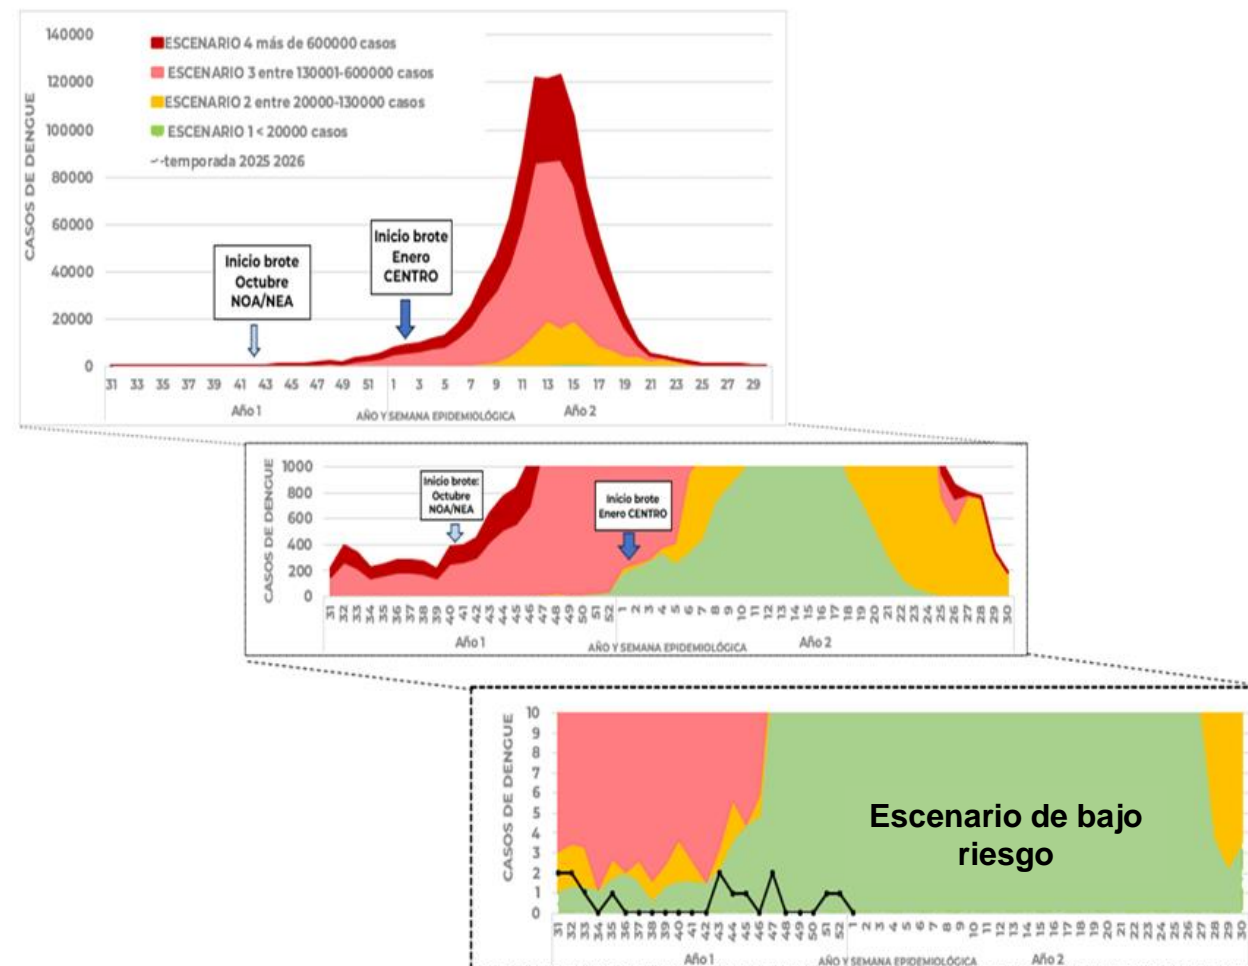 140000
120000
100000
80000
60000
40000
20000
0
CASOS DE DENGUE
ESCENARIO 4 más de 600000 casos
ESCENARIO 3 entre 130001-600000 casos
ESCENARIO 2 entre 20000-130000 casos
ESCENARIO 1 < 20000 casos
temporada 2025 2026
Inicio brote
Octubre
NOA/NEA
Inicio brote
Enero
CENTRO
31 33 35 37 39 41 43 45 47 49 51 1 3 5 7 9 11 13 15 17 19 21 23 25 27 29
Año 1
AÑO Y SEMANA EPIDEMIOLÓGICA
Año 2
1000
800
600
400
200
0
CASOS DE DENGUE
Inicio brote:
Octubre
NOA/NEA
Inicio brote
Enero CENTRO
31 32 33 34 35 36 37 38 39 40 41 42 43 44 45 46 47 48 49 50 51 52 1 2 3 4 5 6 7 8 9 10 11 12 13 14 15 16 17 18 19 20 21 22 23 24 25 26 27 28 29 30
Año 1
AÑO Y SEMANA EPIDEMIOLÓGICA
Año 2
10
9
8
7
6
5
4
3
2
1
0
CASOS DE DENGUE
Escenario de bajo
riesgo
31 32 33 34 35 36 37 38 39 40 41 42 43 44 45 46 47 48 49 50 51 52 1 2 3 4 5 6 7 8 9 10 11 12 13 14 15 16 17 18 19 20 21 22 23 24 25 26 27 28 29 30
Año 1
AÑO Y SEMANA EPIDEMIOLÓGICA
Año 2